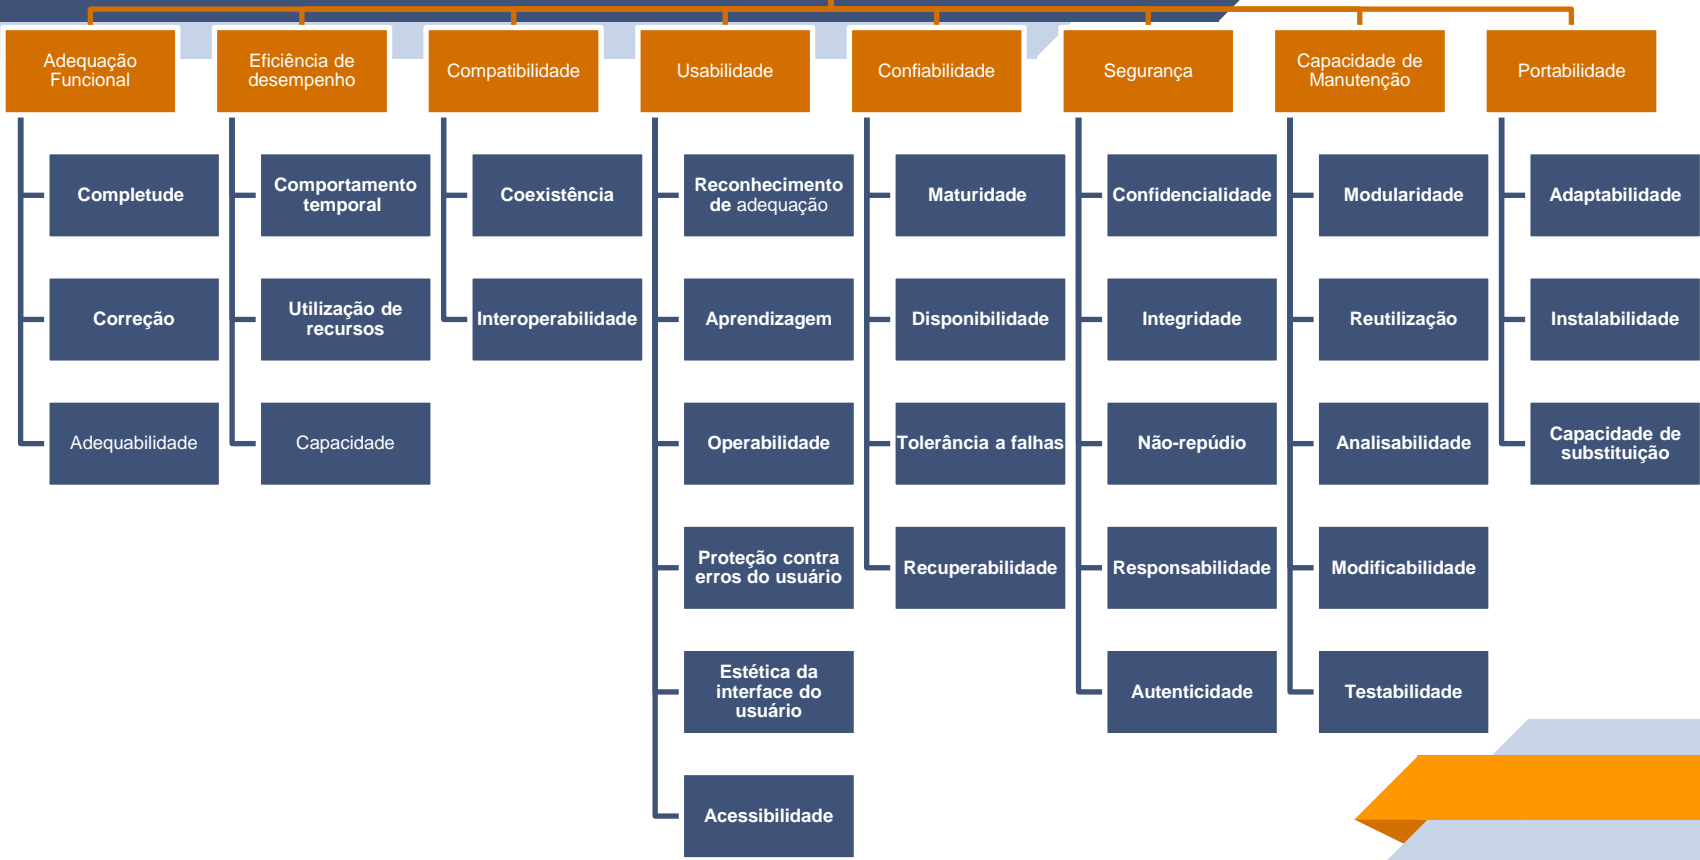 Adequação
Funcional
Completude
Correção
Adequabilidade
Eficiência de
desempenho
Comportamento
temporal
Utilização de
recursos
Capacidade
Compatibilidade
Coexistência
Interoperabilidade
Usabilidade
Reconhecimento
de adequação
Aprendizagem
Operabilidade
Proteção contra
erros do usuário
Estética da
interface do
usuário
Acessibilidade
Confiabilidade
Maturidade
Disponibilidade
Tolerância a falhas
Recuperabilidade
Segurança
Confidencialidade
Integridade
Não-repúdio
Responsabilidade
Autenticidade
Capacidade de
Manutenção
Modularidade
Reutilização
Analisabilidade
Modificabilidade
Testabilidade
Portabilidade
Adaptabilidade
Instalabilidade
Capacidade de
substituição